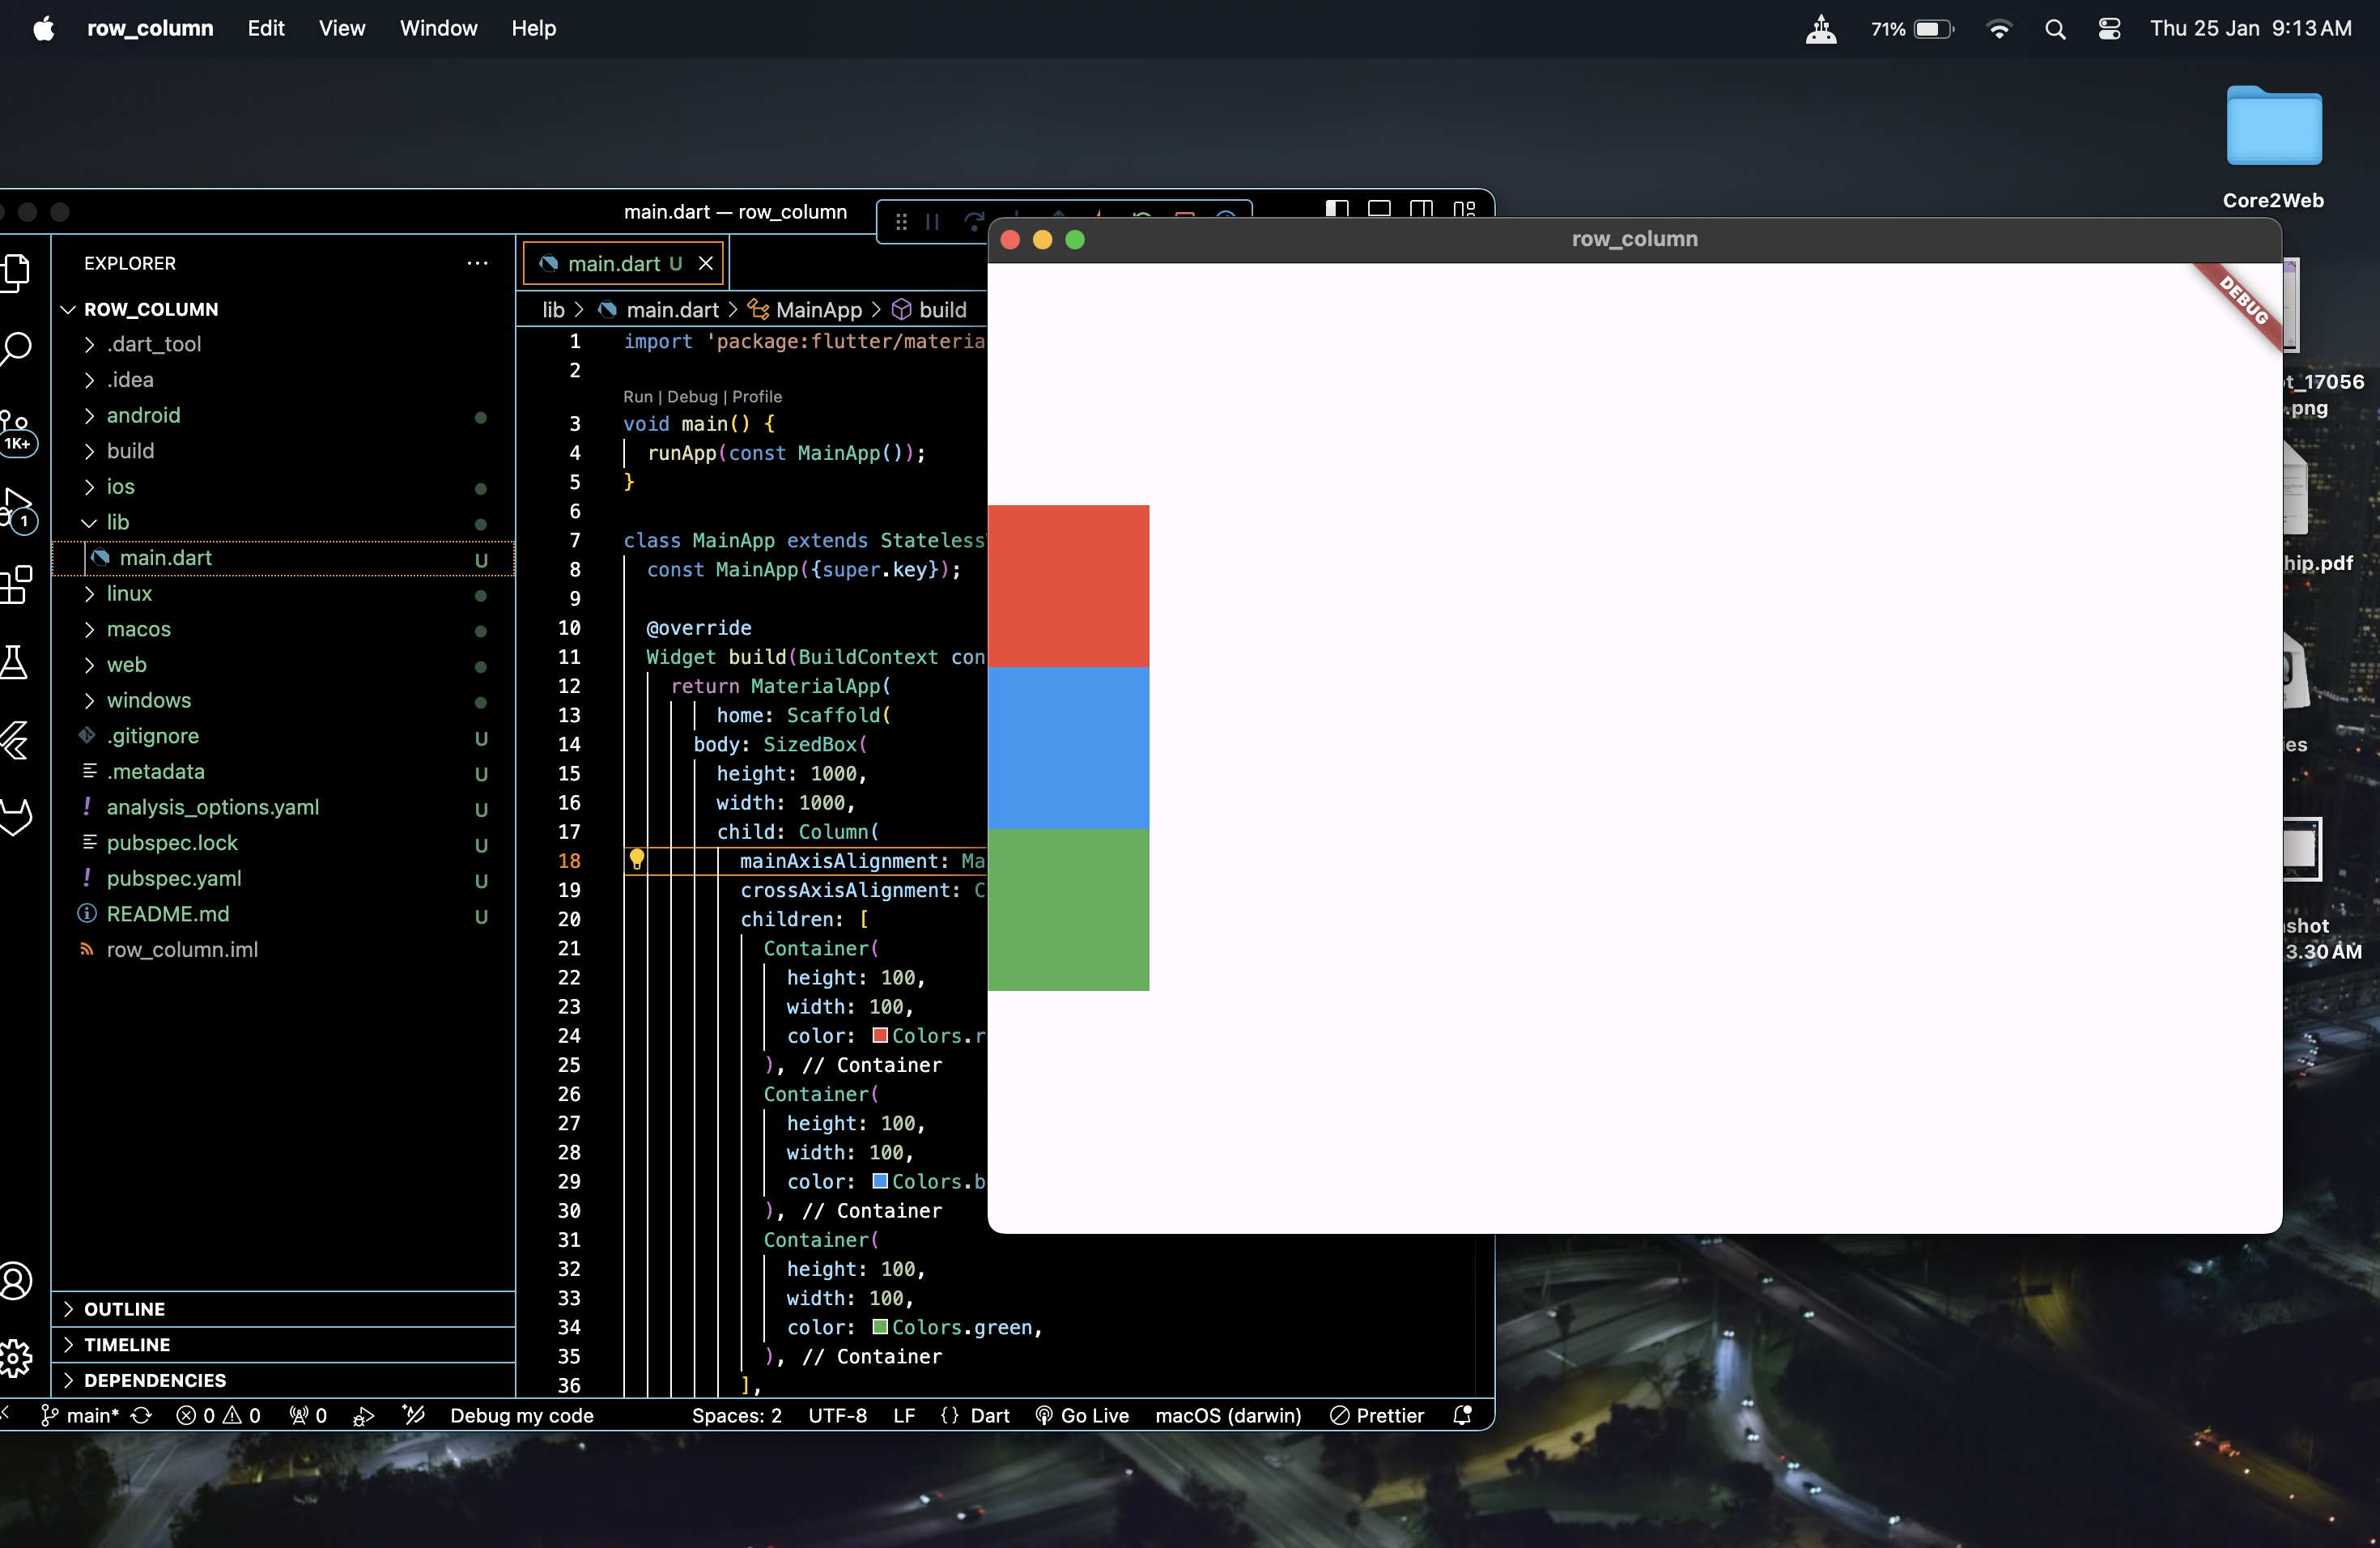 row_column Edit View Window Help
71% Thu 25 Jan 9:13 AM
Core2Web
main.dart — row_column
row_column
DEBUG
EXPLORER
ROW_COLUMN
.dart_tool
.idea
android
build
ios
lib
main.dart U
linux
macos
web
windows
.gitignore U
.metadata U
analysis_options.yaml U
pubspec.lock U
pubspec.yaml U
README.md U
row_column.iml
OUTLINE
TIMELINE
DEPENDENCIES
1K+
1
main.dart U
lib > main.dart > MainApp > build
1 import 'package:flutter/materia
2
Run | Debug | Profile
3 void main() {
4 runApp(const MainApp());
5 }
6
7 class MainApp extends Stateless
8 const MainApp({super.key});
9
10 @override
11 Widget build(BuildContext con
12 return MaterialApp(
13 home: Scaffold(
14 body: SizedBox(
15 height: 1000,
16 width: 1000,
17 child: Column(
18 mainAxisAlignment: Ma
19 crossAxisAlignment: C
20 children: [
21 Container(
22 height: 100,
23 width: 100,
24 color: Colors.r
25 ), // Container
26 Container(
27 height: 100,
28 width: 100,
29 color: Colors.b
30 ), // Container
31 Container(
32 height: 100,
33 width: 100,
34 color: Colors.green,
35 ), // Container
36 ],
main* 0 0 0 Debug my code Spaces: 2 UTF-8 LF {} Dart Go Live macOS (darwin) Prettier
t_17056
.png
hip.pdf
ies
shot
3.30 AM